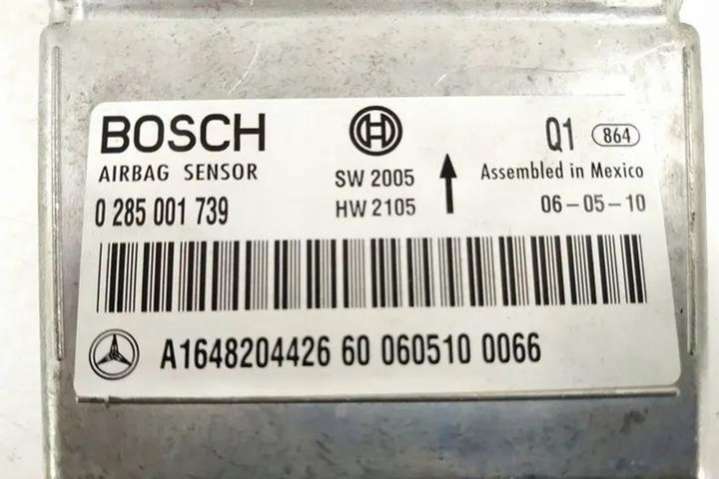 BOSCH
Q1 864
AIRBAG SENSOR
SW 2005
Assembled in Mexico
0 285 001 739
HW 2105
06-05-10
A1648204426 60 060510 0066